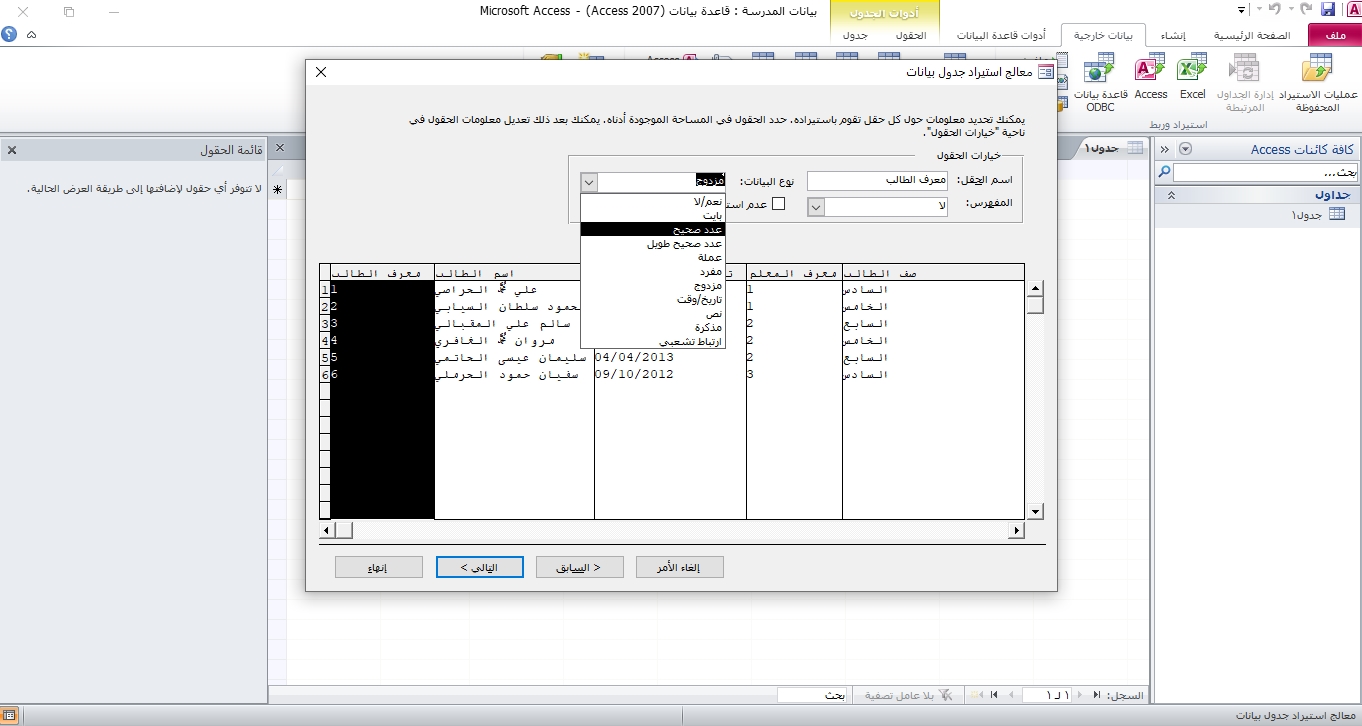 بيانات المدرسة : قاعدة بيانات (Access 2007) - Microsoft Access
أدوات الجدول
ملف
الصفحة الرئيسية
إنشاء
بيانات خارجية
أدوات قاعدة البيانات
الحقول
جدول
عمليات الاستيراد المحفوظة
إدارة الجداول المرتبطة
Excel
Access
قاعدة بيانات ODBC
استيراد وربط
كافة كائنات Access
بحث...
جداول
جدول١
جدول١
قائمة الحقول
لا تتوفر أي حقول لإضافتها إلى طريقة العرض الحالية.
معالج استيراد جدول بيانات
يمكنك تحديد معلومات حول كل حقل تقوم باستيراده. حدد الحقول في المساحة الموجودة أدناه. يمكنك بعد ذلك تعديل معلومات الحقول في
ناحية "خيارات الحقول".
خيارات الحقول
اسم الحقل: معرف الطالب نوع البيانات: مزدوج
المفهرس: لا عدم
نعم/لا
بايت
عدد صحيح
عدد صحيح طويل
عملة
مفرد
مزدوج
تاريخ/وقت
نص
مذكرة
ارتباط تشعبي
معرف الطالب اسم الطالب معرف المعلم صف الطالب
1 1 علي الحراصي 1 السادس
2 2 محمود سلطان السيابي 1 الخامس
3 3 سالم علي المقبالي 2 السابع
4 4 مروان الغافري 2 الخامس
5 5 سليمان عيسى الحاتمي 04/04/2013 2 السابع
6 6 سفيان حمود الحرملي 09/10/2012 3 السادس
إلغاء الأمر
< السابق
التالي >
إنهاء
السجل: ١ لـ ١
بلا عامل تصفية
بحث
معالج استيراد جدول بيانات